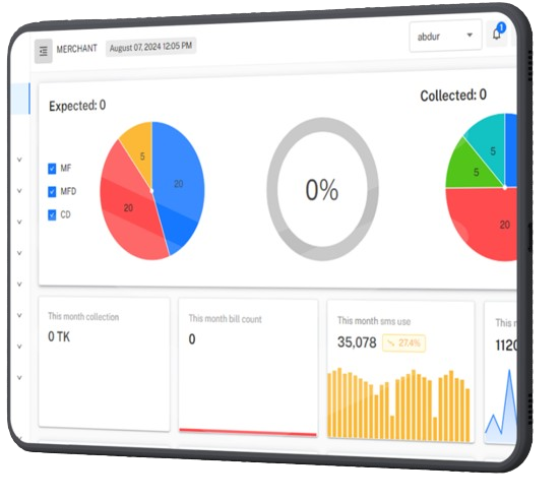 MERCHANT August 07, 2024 12:05 PM abdur 1
Expected: 0
Collected: 0
MF
MFD
CD
5
20
20
0%
5
5
20
This month collection
0 TK
This month bill count
0
This month sms use
35,078 27.4%
This
1120